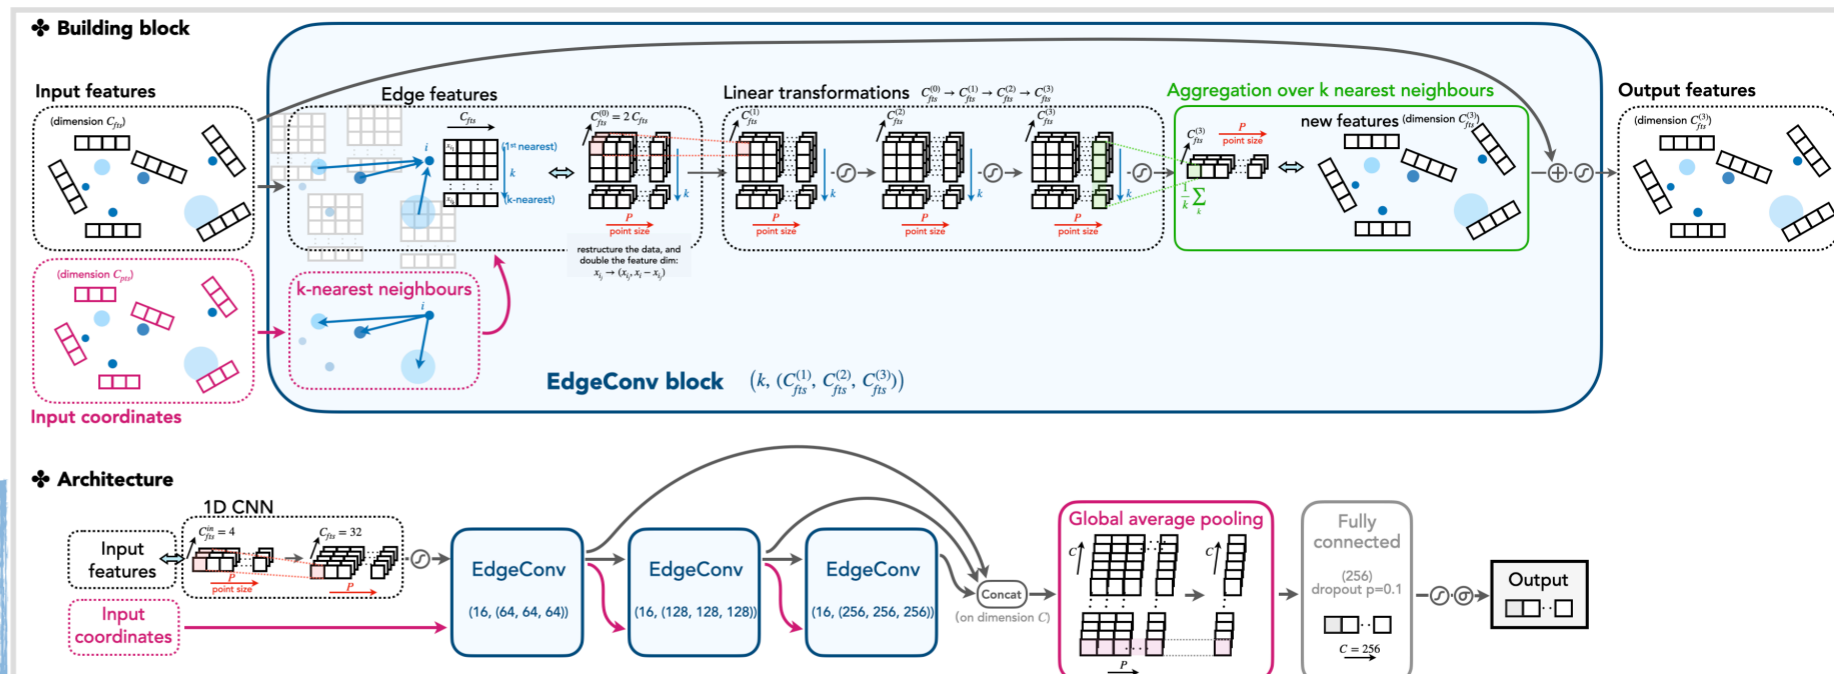 ✤ Building block
Input features
(dimension C_fts)
Edge features
C_fts
i
x_i1
(1st nearest)
k
(k-nearest)
C_fts^(0) = 2 C_fts
k
P
point size
restructure the data, and
double the feature dim:
x_ij → (x_ij, x_i − x_ij)
Linear transformations C_fts^(0) → C_fts^(1) → C_fts^(2) → C_fts^(3)
C_fts^(1)
k
P
point size
C_fts^(2)
k
P
point size
C_fts^(3)
k
P
point size
Aggregation over k nearest neighbours
C_fts^(3)
P
point size
1/k ∑_k
new features (dimension C_fts^(3))
Output features
(dimension C_fts^(3))
(dimension C_pts)
Input coordinates
k-nearest neighbours
i
EdgeConv block (k, (C_fts^(1), C_fts^(2), C_fts^(3)))
✤ Architecture
1D CNN
Input
features
C_fts^in = 4
P
point size
C_fts = 32
P
Input
coordinates
EdgeConv
(16, (64, 64, 64))
EdgeConv
(16, (128, 128, 128))
EdgeConv
(16, (256, 256, 256))
Concat
(on dimension C)
Global average pooling
C
C
P
Fully
connected
(256)
dropout p=0.1
C = 256
σ
Output